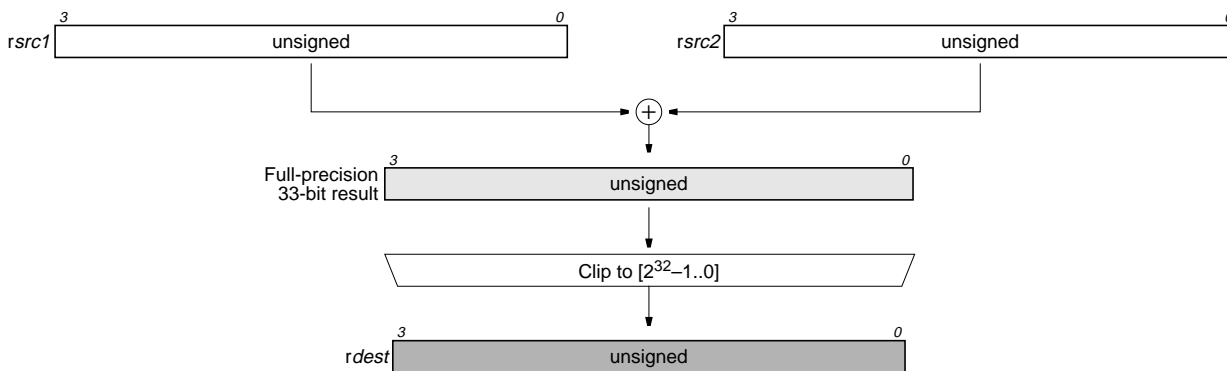 3 0 3
rsrc1 unsigned rsrc2 unsigned
+
3 0
Full-precision
33-bit result unsigned
Clip to [2³²–1..0]
3 0
rdest unsigned